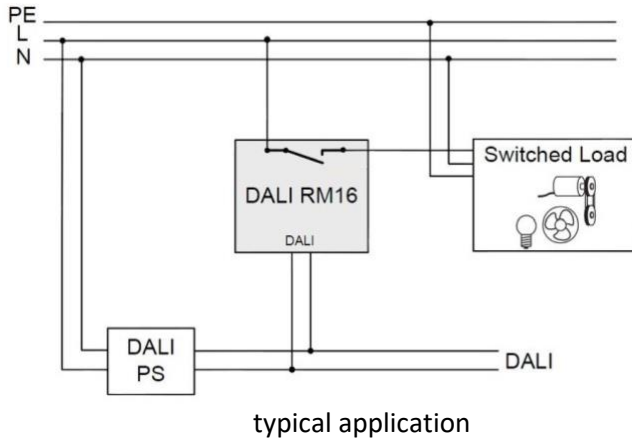 PE
L
N
Switched Load
DALI RM16
DALI
DALI
PS
DALI
typical application